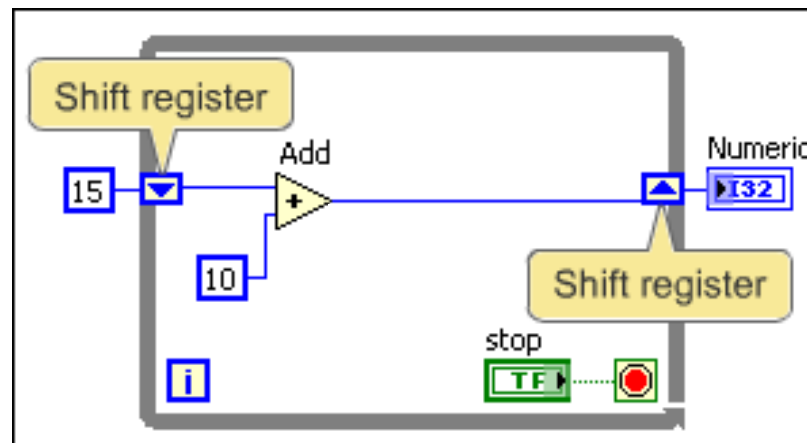 Shift register
Add
Numeric
15
I32
+
10
Shift register
stop
i
TF